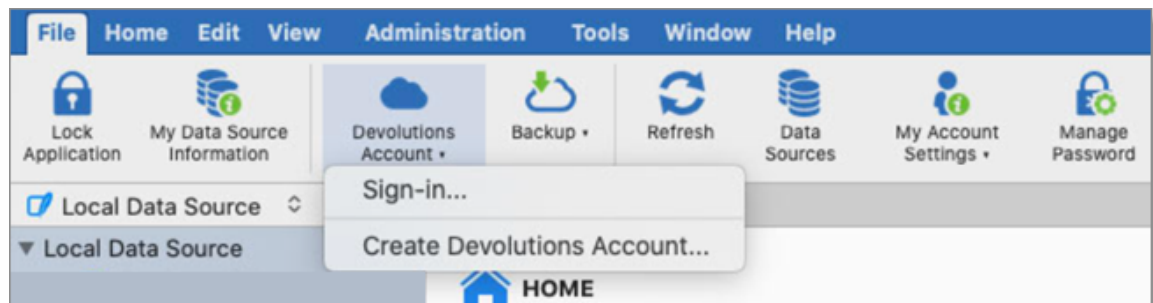 File Home Edit View Administration Tools Window Help
Lock Application
My Data Source Information
Devolutions Account
Backup
Refresh
Data Sources
My Account Settings
Manage Password
Local Data Source
Sign-in...
Local Data Source
Create Devolutions Account...
HOME